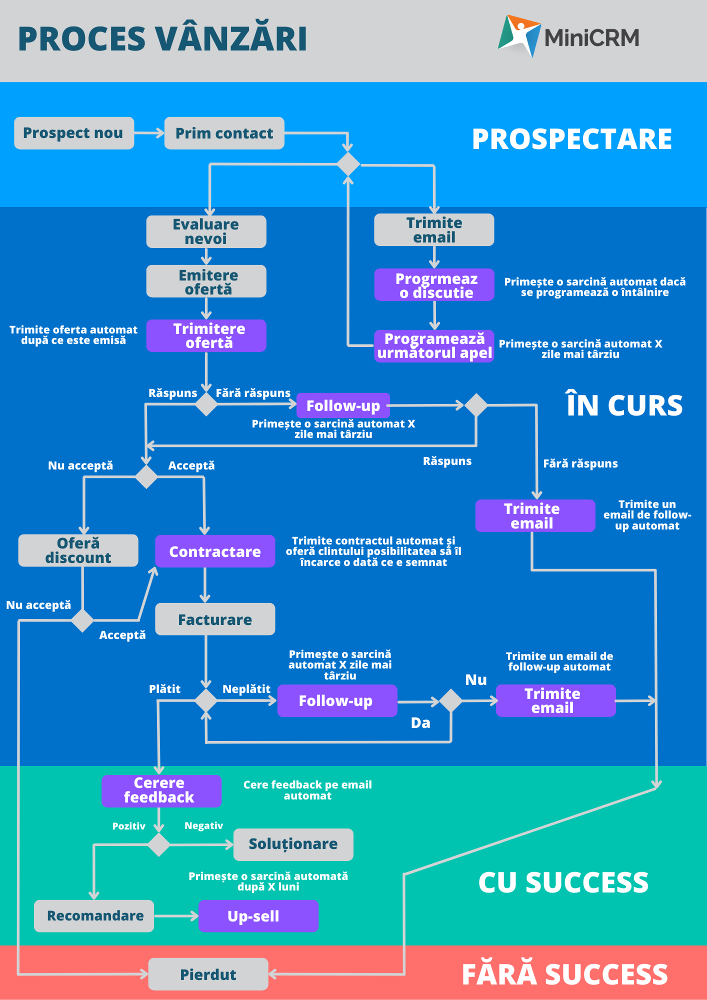 PROCES VÂNZĂRI
MiniCRM
Prospect nou
Prim contact
PROSPECTARE
Evaluare
nevoi
Trimite
email
Emitere
ofertă
Progrmeaz
o discutie
Primește o sarcină automat dacă
se programează o întâlnire
Trimite oferta automat
după ce este emisă
Trimitere
ofertă
Programează
următorul apel
Primește o sarcină automat X
zile mai târziu
Răspuns
Fără răspuns
Follow-up
Primește o sarcină automat X
zile mai târziu
ÎN CURS
Nu acceptă
Acceptă
Răspuns
Fără răspuns
Trimite
email
Trimite un
email de follow-
up automat
Oferă
discount
Contractare
Trimite contractul automat și
oferă clintului posibilitatea să îl
încarce o dată ce e semnat
Nu acceptă
Acceptă
Facturare
Primește o sarcină
automat X zile mai
târziu
Trimite un email de
follow-up automat
Plătit
Neplătit
Follow-up
Nu
Da
Trimite
email
Cerere
feedback
Cere feedback pe email
automat
Pozitiv
Negativ
Soluționare
Primește o sarcină automată
după X luni
CU SUCCESS
Recomandare
Up-sell
Pierdut
FĂRĂ SUCCESS